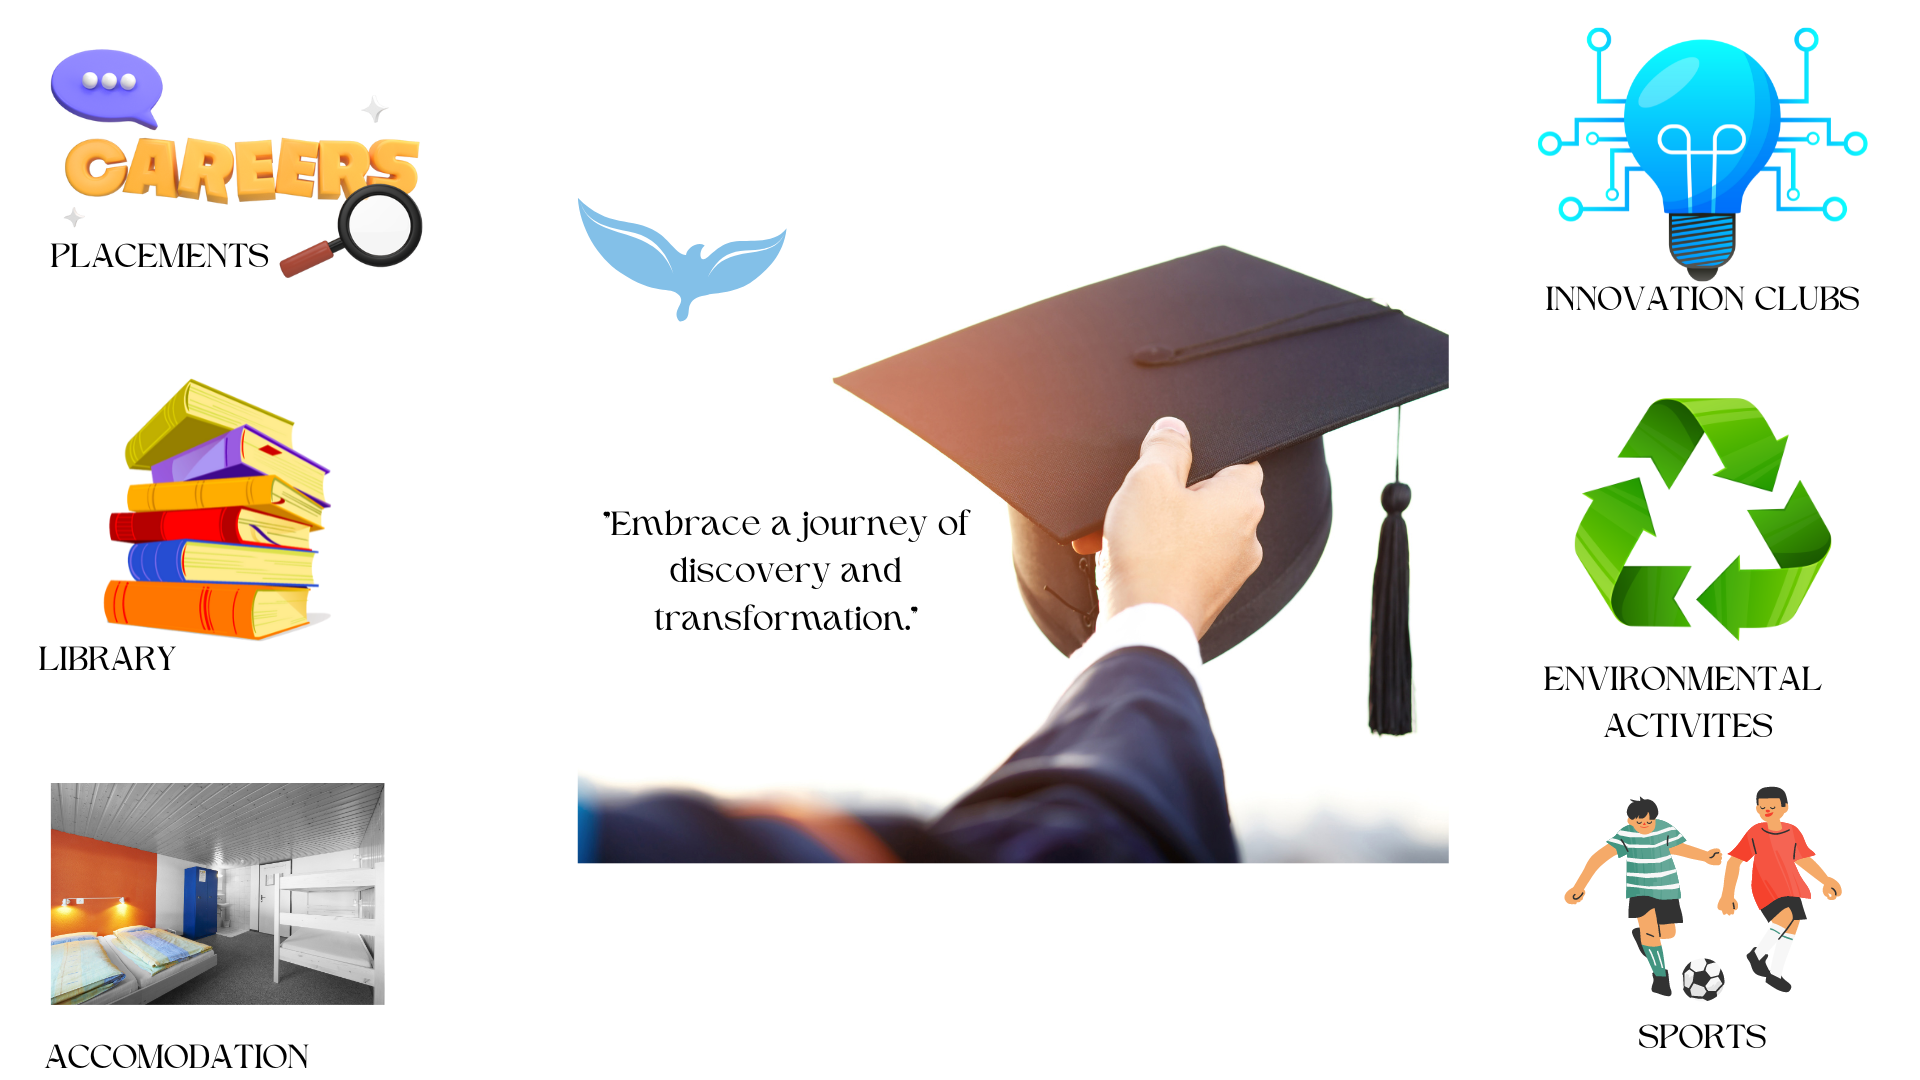 CAREERS
PLACEMENTS
LIBRARY
ACCOMODATION
"Embrace a journey of
discovery and
transformation."
INNOVATION CLUBS
ENVIRONMENTAL
ACTIVITES
SPORTS